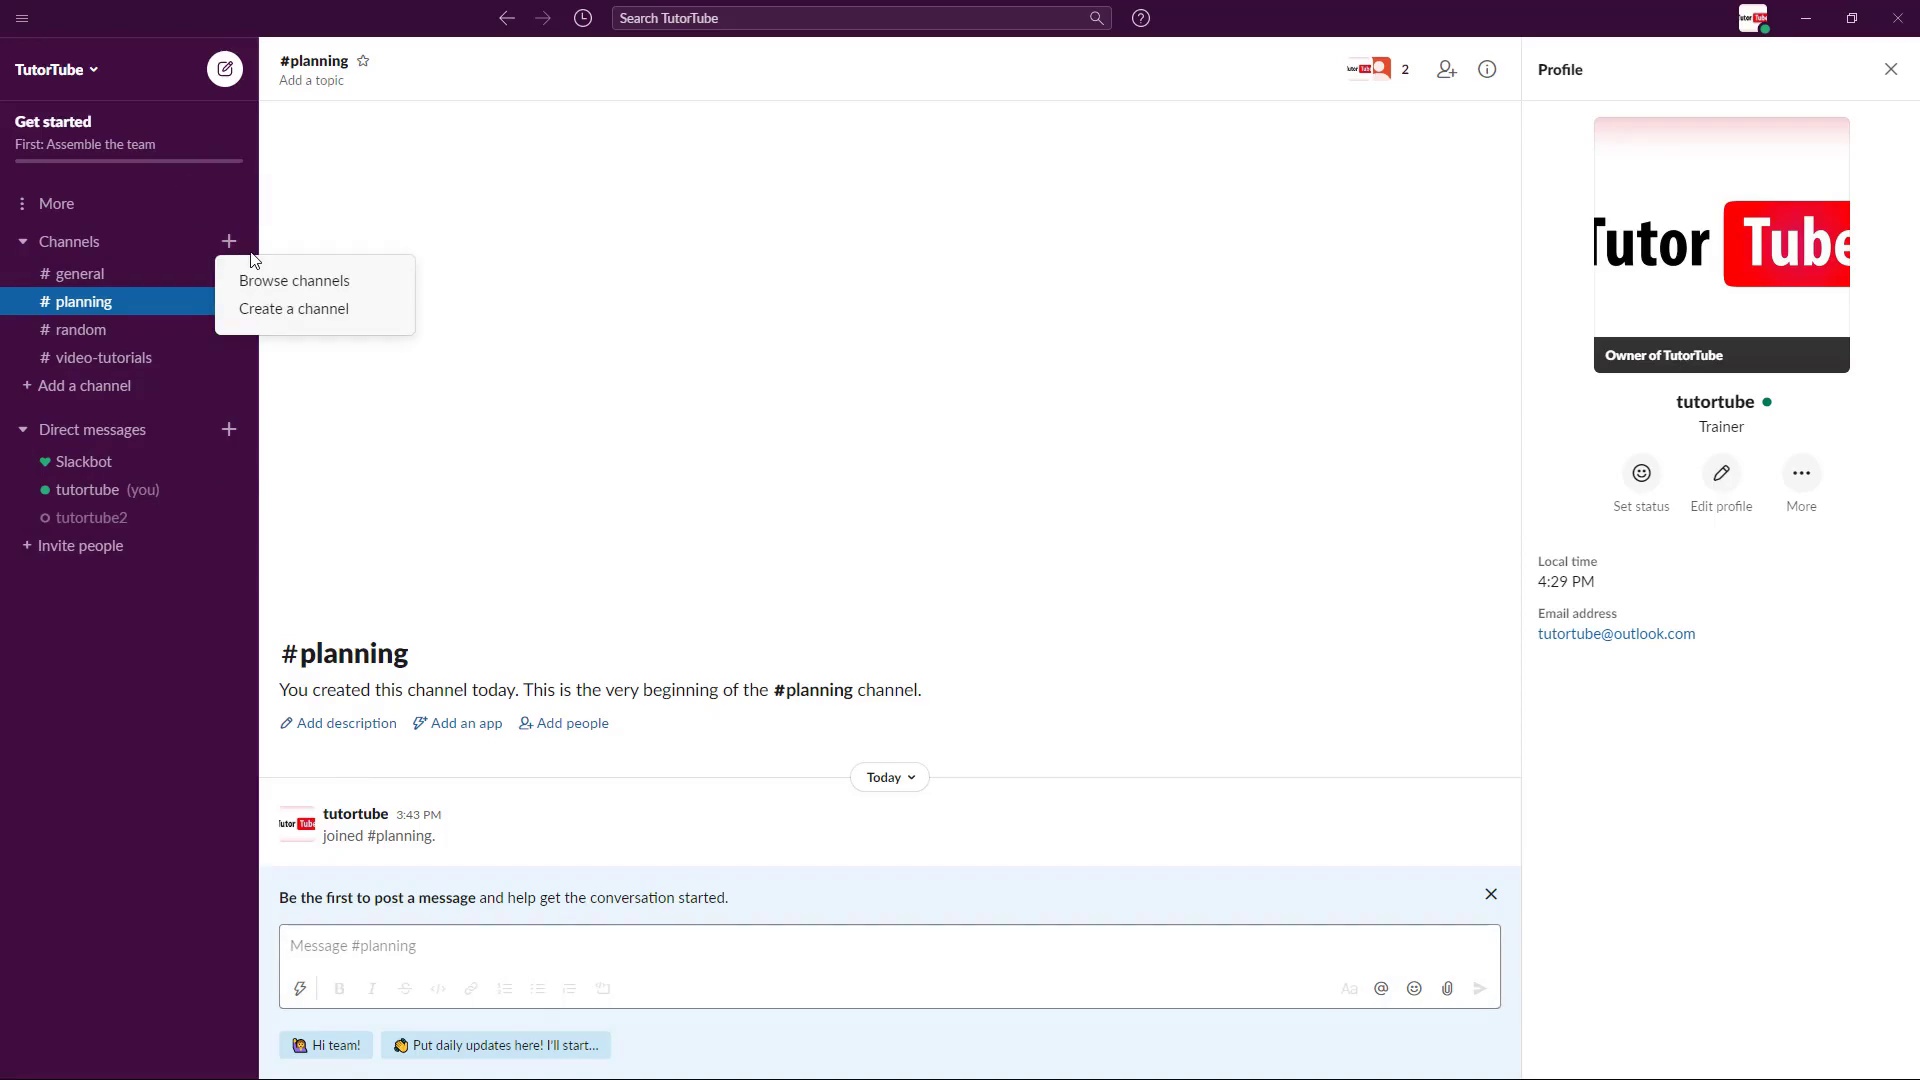 Search TutorTube
TutorTube
Get started
First: Assemble the team
More
Channels
# general
# planning
# random
# video-tutorials
+ Add a channel
Direct messages
Slackbot
tutortube (you)
tutortube2
+ Invite people
Browse channels
Create a channel
#planning
Add a topic
2
#planning
You created this channel today. This is the very beginning of the #planning channel.
Add description Add an app Add people
Today
tutortube 3:43 PM
joined #planning.
Be the first to post a message and help get the conversation started.
Message #planning
B I S </> Aa @
Hi team! Put daily updates here! I'll start...
Profile
Tutor Tube
Owner of TutorTube
tutortube
Trainer
Set status Edit profile More
Local time
4:29 PM
Email address
tutortube@outlook.com